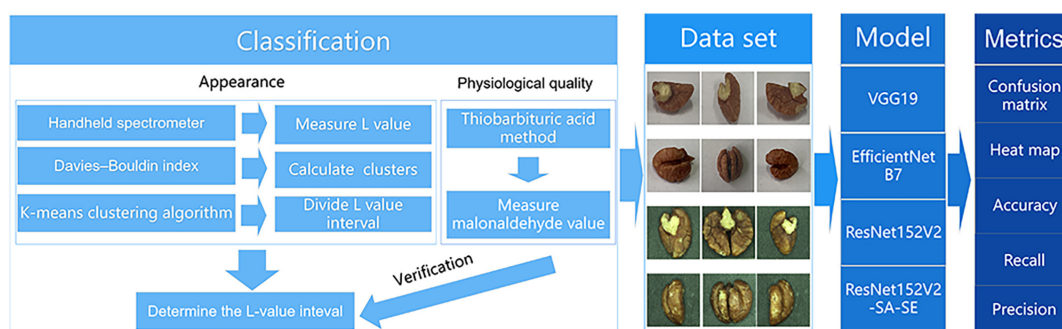 Classification
Appearance
Physiological quality
Handheld spectrometer
Measure L value
Davies–Bouldin index
Calculate clusters
K-means clustering algorithm
Divide L value
interval
Thiobarbituric acid
method
Measure
malonaldehyde value
Verification
Determine the L-value inteval
Data set
Model
VGG19
EfficientNet
B7
ResNet152V2
ResNet152V2
-SA-SE
Metrics
Confusion
matrix
Heat map
Accuracy
Recall
Precision